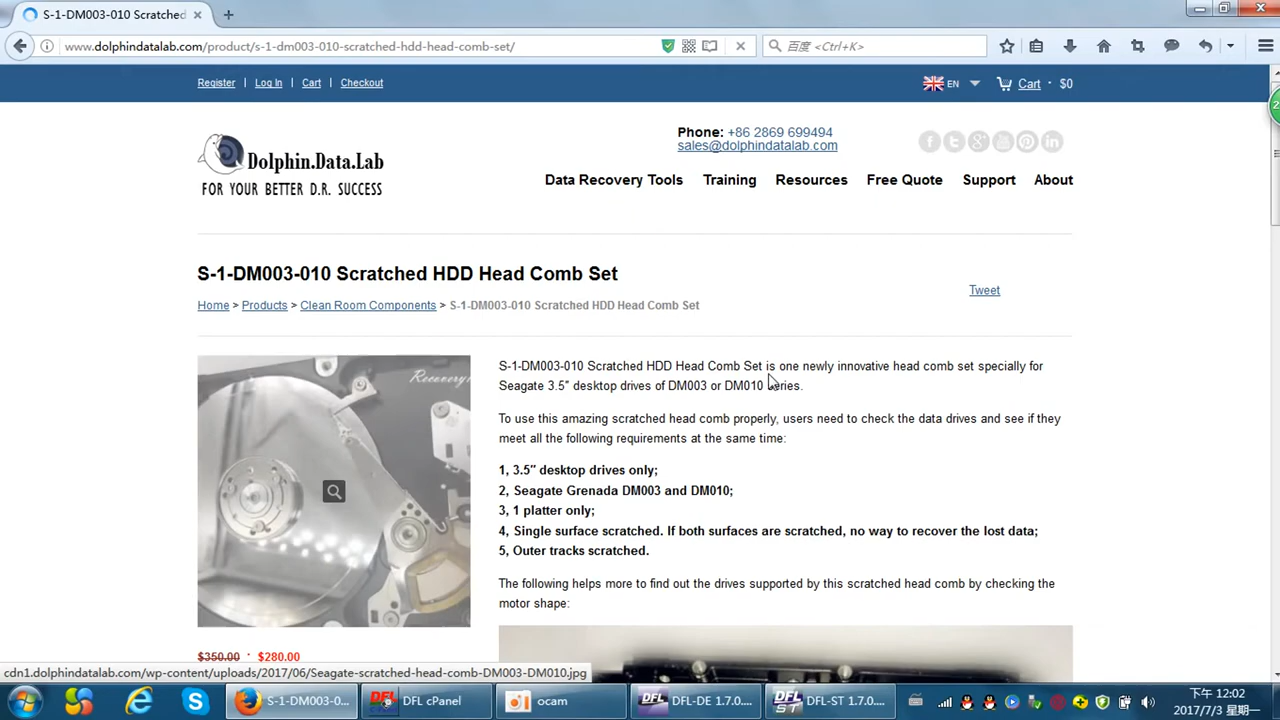 S-1-DM003-010 Scratched
www.dolphindatalab.com/product/s-1-dm003-010-scratched-hdd-head-comb-set/
百度 <Ctrl+K>
Register | Log In | Cart | Checkout
EN
Cart · $0
Phone: +86 2869 699494
sales@dolphindatalab.com
Dolphin.Data.Lab
FOR YOUR BETTER D.R. SUCCESS
Data Recovery Tools Training Resources Free Quote Support About
S-1-DM003-010 Scratched HDD Head Comb Set
Home > Products > Clean Room Components > S-1-DM003-010 Scratched HDD Head Comb Set
Tweet
S-1-DM003-010 Scratched HDD Head Comb Set is one newly innovative head comb set specially for
Seagate 3.5″ desktop drives of DM003 or DM010 series.
To use this amazing scratched head comb properly, users need to check the data drives and see if they
meet all the following requirements at the same time:
1, 3.5″ desktop drives only;
2, Seagate Grenada DM003 and DM010;
3, 1 platter only;
4, Single surface scratched. If both surfaces are scratched, no way to recover the lost data;
5, Outer tracks scratched.
The following helps more to find out the drives supported by this scratched head comb by checking the
motor shape:
$350.00 · $280.00
cdn1.dolphindatalab.com/wp-content/uploads/2017/06/Seagate-scratched-head-comb-DM003-DM010.jpg
S-1-DM003-0...
DFL cPanel
ocam
DFL-DE 1.7.0....
DFL-ST 1.7.0....
下午 12:02
2017/7/3 星期一